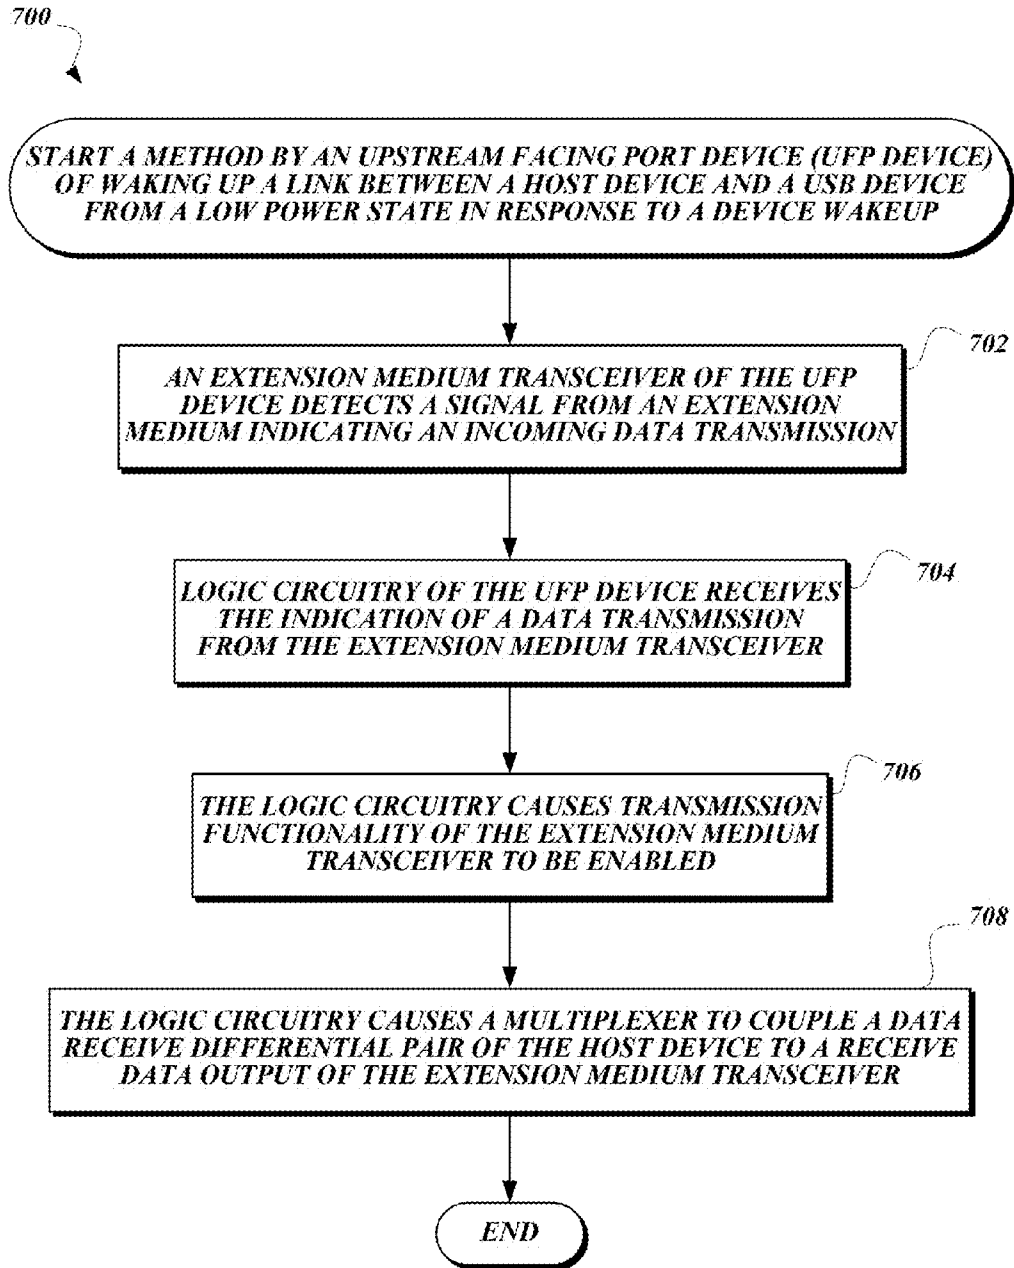 700
START A METHOD BY AN UPSTREAM FACING PORT DEVICE (UFP DEVICE)
OF WAKING UP A LINK BETWEEN A HOST DEVICE AND A USB DEVICE
FROM A LOW POWER STATE IN RESPONSE TO A DEVICE WAKEUP
702
AN EXTENSION MEDIUM TRANSCEIVER OF THE UFP
DEVICE DETECTS A SIGNAL FROM AN EXTENSION
MEDIUM INDICATING AN INCOMING DATA TRANSMISSION
704
LOGIC CIRCUITRY OF THE UFP DEVICE RECEIVES
THE INDICATION OF A DATA TRANSMISSION
FROM THE EXTENSION MEDIUM TRANSCEIVER
706
THE LOGIC CIRCUITRY CAUSES TRANSMISSION
FUNCTIONALITY OF THE EXTENSION MEDIUM
TRANSCEIVER TO BE ENABLED
708
THE LOGIC CIRCUITRY CAUSES A MULTIPLEXER TO COUPLE A DATA
RECEIVE DIFFERENTIAL PAIR OF THE HOST DEVICE TO A RECEIVE
DATA OUTPUT OF THE EXTENSION MEDIUM TRANSCEIVER
END